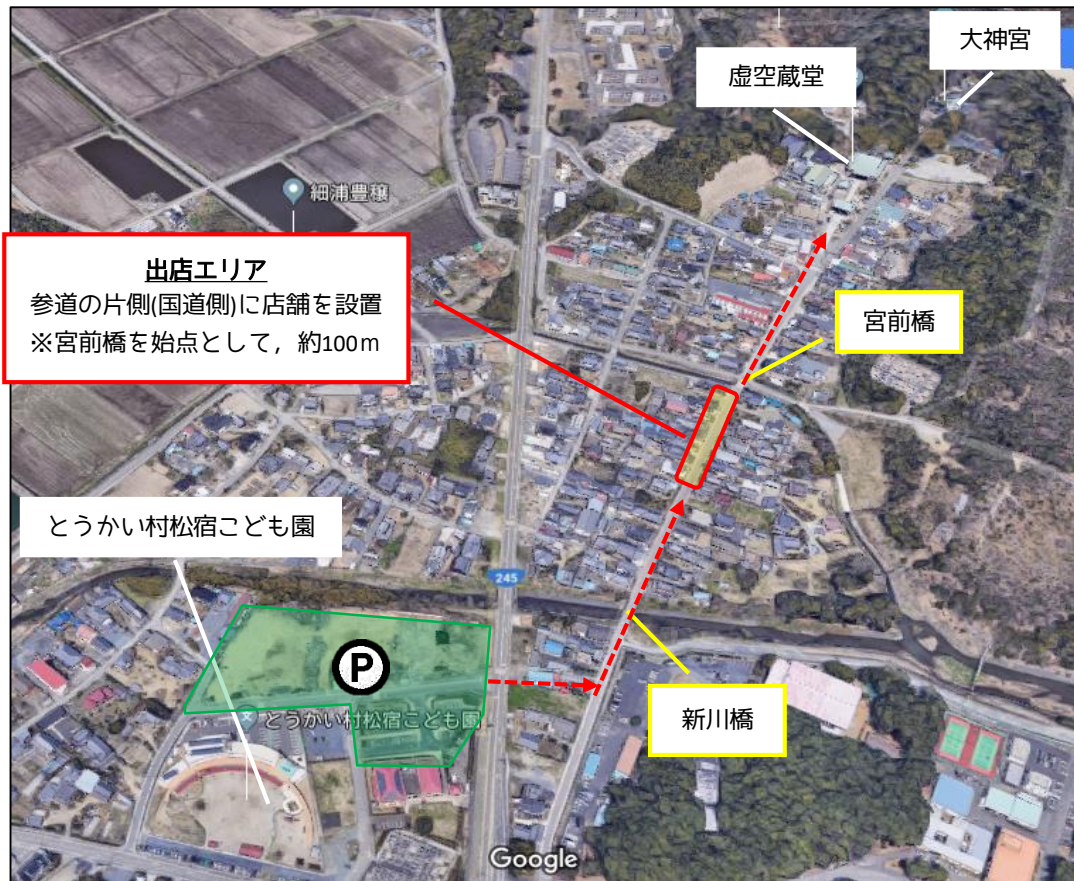 大神宮
虚空蔵堂
細浦豊穣
出店エリア
参道の片側(国道側)に店舗を設置
※宮前橋を始点として，約100ｍ
宮前橋
とうかい村松宿こども園
245
P
とうかい村松宿こども園
新川橋
Google